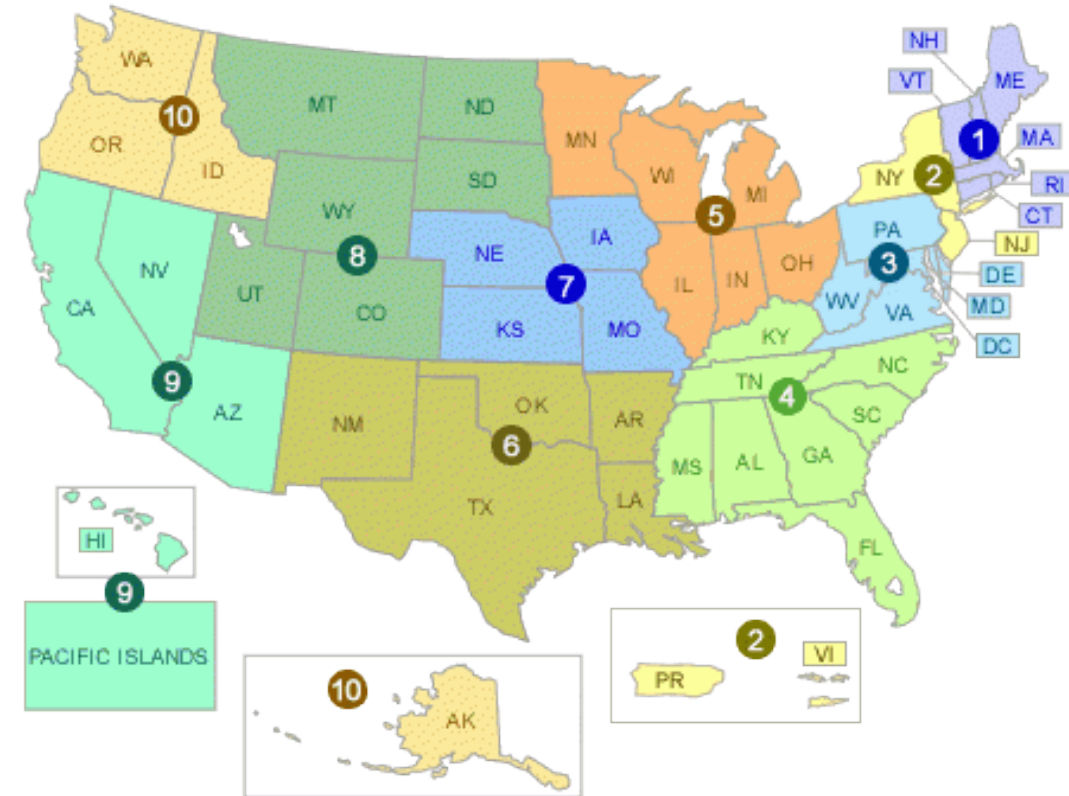 NH
WA
ME
VT
MT
ND
10
MN
1
MA
OR
WI
ID
MI
NY
2
RI
SD
WY
5
CT
IA
PA
NJ
NE
8
3
OH
NV
DE
7
IL
IN
UT
WV
CA
MD
CO
VA
KS
MO
KY
DC
NC
9
TN
4
OK
AZ
SC
AR
NM
6
GA
MS
AL
LA
TX
HI
FL
9
2
PACIFIC ISLANDS
VI
PR
10
AK